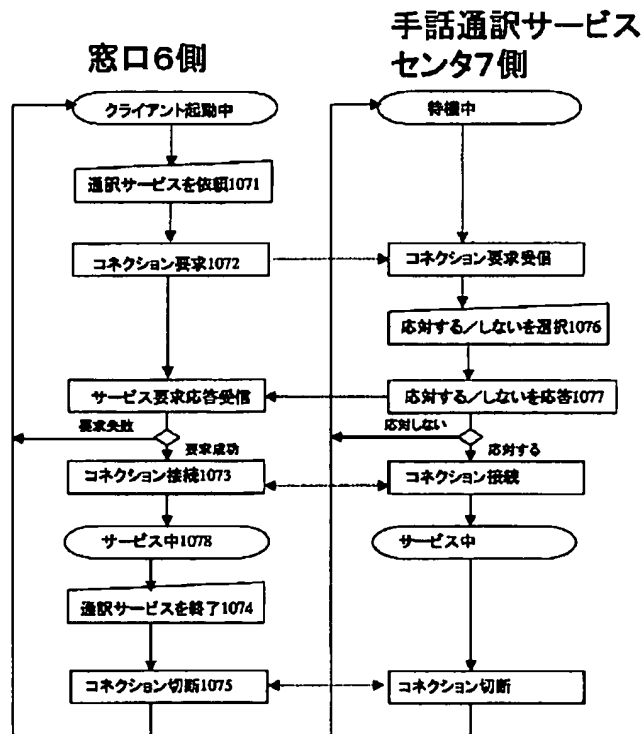 窓口6側
手話通訳サービス
センタ7側
クライアント起動中
待機中
通訳サービスを依頼1071
コネクション要求1072
コネクション要求受信
応対する／しないを選択1076
サービス要求応答受信
応対する／しないを応答1077
要求失敗
要求成功
応対しない
応対する
コネクション接続1073
コネクション接続
サービス中1078
サービス中
通訳サービスを終了1074
コネクション切断1075
コネクション切断